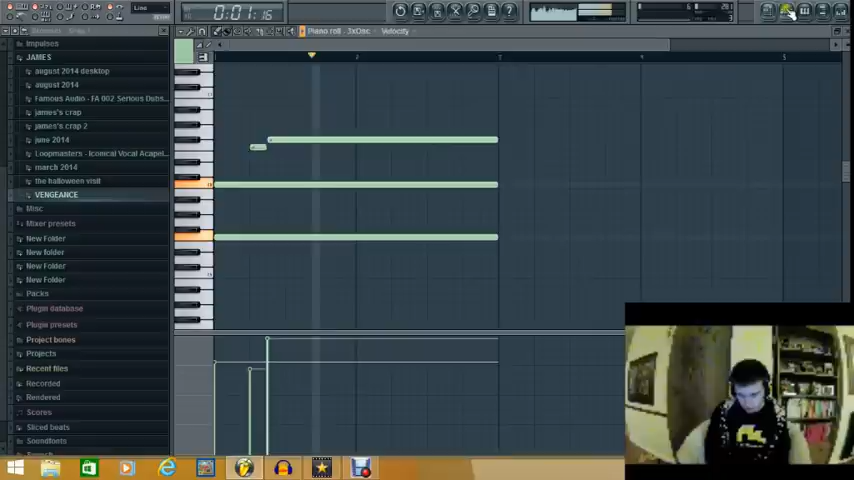 Line
0:01:16
Piano roll - 3xOsc
Velocity
Impulses
JAMES
august 2014 desktop
august 2014
Famous Audio - FA 002 Serious Dubs...
james's crap
james's crap 2
june 2014
Loopmasters - Iconical Vocal Acapel...
march 2014
the halloween visit
VENGEANCE
Misc
Mixer presets
New Folder
New folder
New Folder
New Folder
Packs
Plugin database
Plugin presets
Project bones
Projects
Recent files
Recorded
Rendered
Scores
Sliced beats
Soundfonts